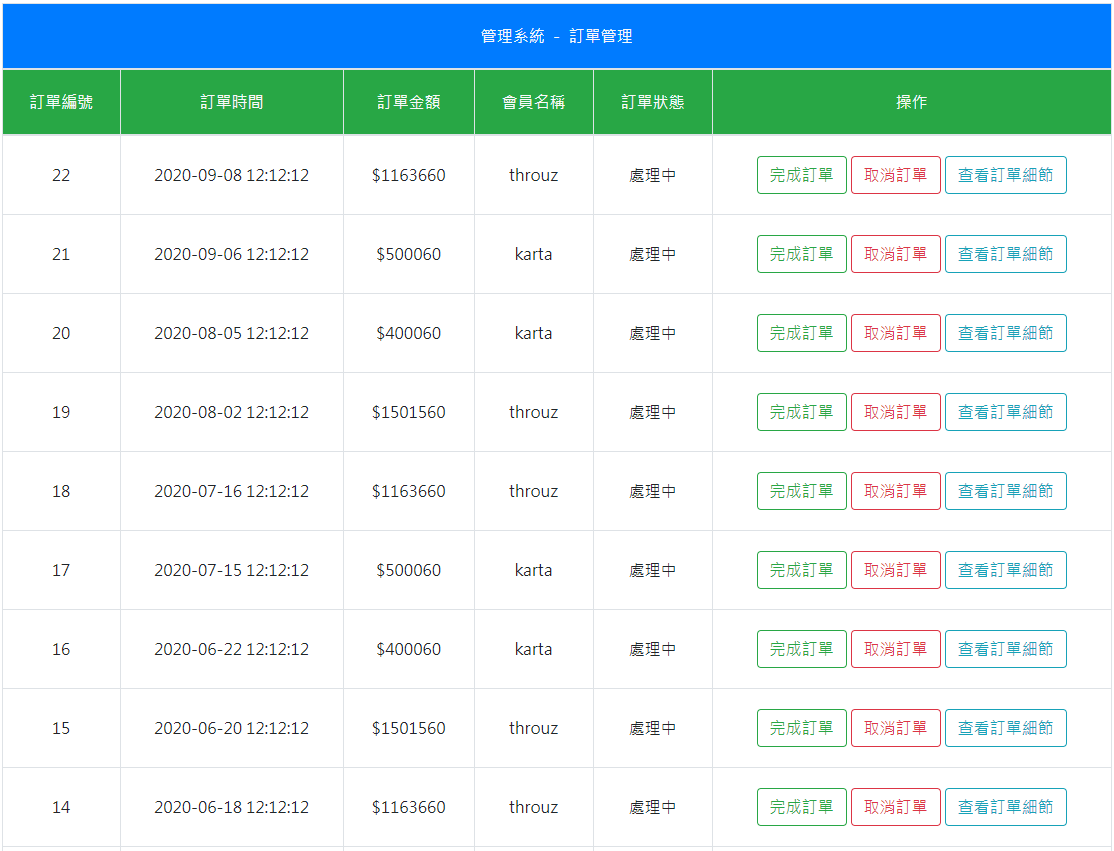 管理系統 - 訂單管理
訂單編號 訂單時間 訂單金額 會員名稱 訂單狀態 操作
22 2020-09-08 12:12:12 $1163660 throuz 處理中 完成訂單 取消訂單 查看訂單細節
21 2020-09-06 12:12:12 $500060 karta 處理中 完成訂單 取消訂單 查看訂單細節
20 2020-08-05 12:12:12 $400060 karta 處理中 完成訂單 取消訂單 查看訂單細節
19 2020-08-02 12:12:12 $1501560 throuz 處理中 完成訂單 取消訂單 查看訂單細節
18 2020-07-16 12:12:12 $1163660 throuz 處理中 完成訂單 取消訂單 查看訂單細節
17 2020-07-15 12:12:12 $500060 karta 處理中 完成訂單 取消訂單 查看訂單細節
16 2020-06-22 12:12:12 $400060 karta 處理中 完成訂單 取消訂單 查看訂單細節
15 2020-06-20 12:12:12 $1501560 throuz 處理中 完成訂單 取消訂單 查看訂單細節
14 2020-06-18 12:12:12 $1163660 throuz 處理中 完成訂單 取消訂單 查看訂單細節